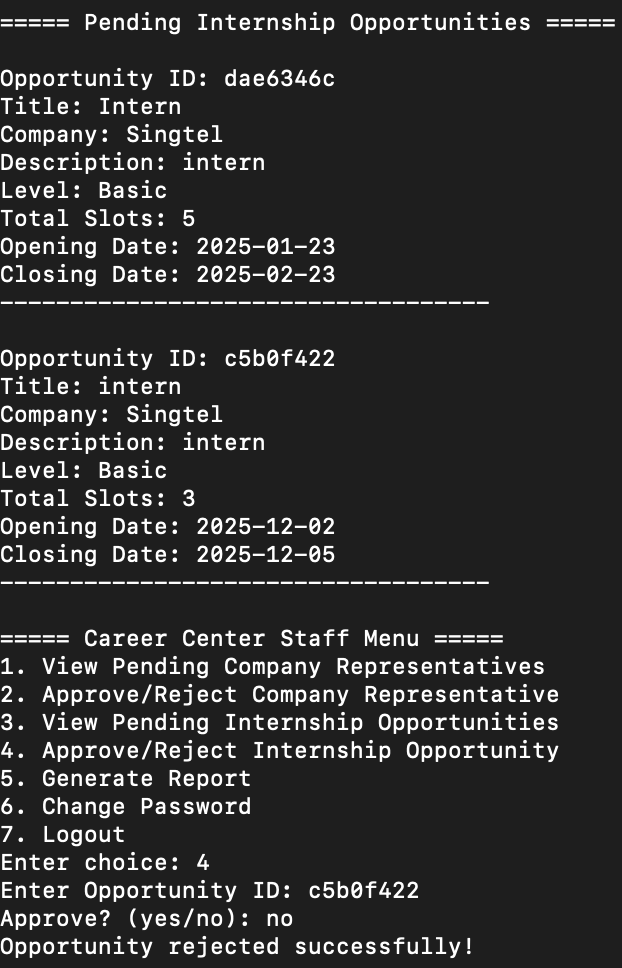 ===== Pending Internship Opportunities =====
Opportunity ID: dae6346c
Title: Intern
Company: Singtel
Description: intern
Level: Basic
Total Slots: 5
Opening Date: 2025-01-23
Closing Date: 2025-02-23
-----------------------------------
Opportunity ID: c5b0f422
Title: intern
Company: Singtel
Description: intern
Level: Basic
Total Slots: 3
Opening Date: 2025-12-02
Closing Date: 2025-12-05
-----------------------------------
===== Career Center Staff Menu =====
1. View Pending Company Representatives
2. Approve/Reject Company Representative
3. View Pending Internship Opportunities
4. Approve/Reject Internship Opportunity
5. Generate Report
6. Change Password
7. Logout
Enter choice: 4
Enter Opportunity ID: c5b0f422
Approve? (yes/no): no
Opportunity rejected successfully!